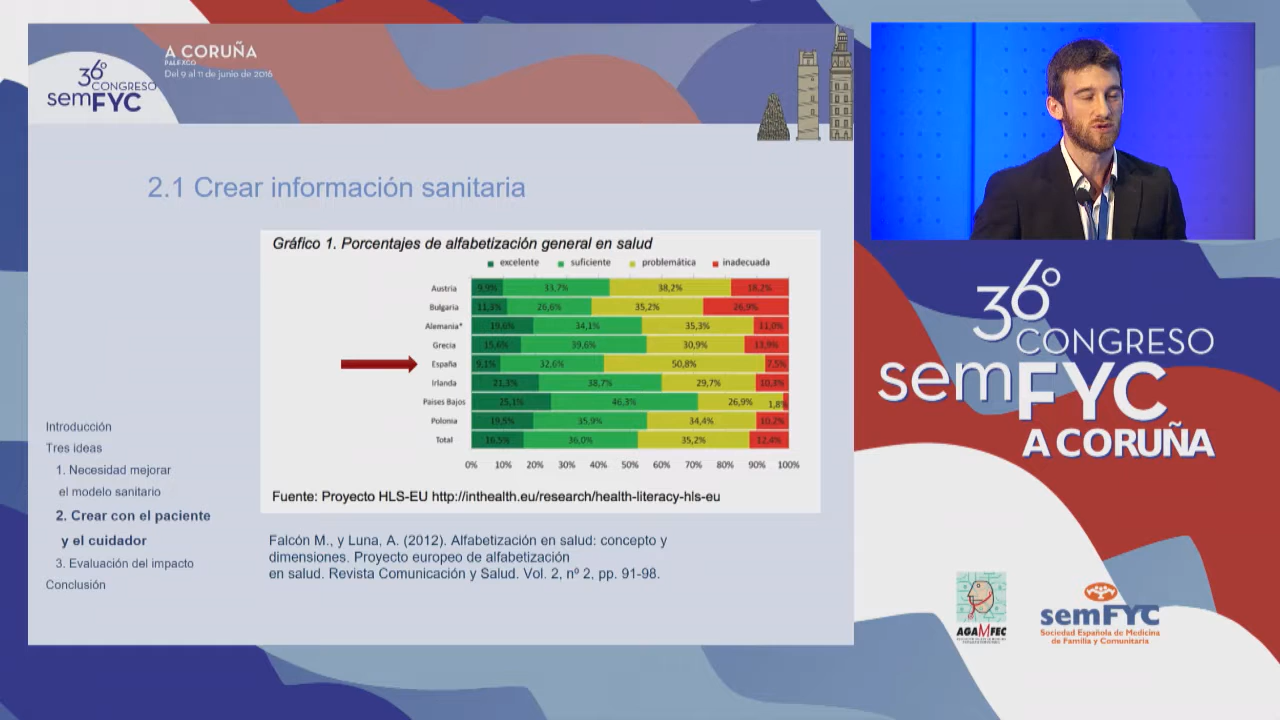 A CORUÑA
PALEXCO
Del 9 al 11 de junio de 2016
36º
CONGRESO
semFYC
2.1 Crear información sanitaria
Gráfico 1. Porcentajes de alfabetización general en salud
excelente suficiente problemática inadecuada
Austria 9,9% 33,7% 38,2% 18,2%
Bulgaria 11,3% 26,6% 35,2% 26,9%
Alemania* 19,6% 34,1% 35,3% 11,0%
Grecia 15,6% 39,6% 30,9% 13,9%
España 9,1% 32,6% 50,8% 7,5%
Irlanda 21,3% 38,7% 29,7% 10,3%
Paises Bajos 25,1% 46,3% 26,9% 1,8%
Polonia 19,5% 35,9% 34,4% 10,2%
Total 16,5% 36,0% 35,2% 12,4%
0% 10% 20% 30% 40% 50% 60% 70% 80% 90% 100%
Fuente: Proyecto HLS-EU http://inthealth.eu/research/health-literacy-hls-eu
Falcón M., y Luna, A. (2012). Alfabetización en salud: concepto y
dimensiones. Proyecto europeo de alfabetización
en salud. Revista Comunicación y Salud. Vol. 2, nº 2, pp. 91-98.
Introducción
Tres ideas
1. Necesidad mejorar
el modelo sanitario
2. Crear con el paciente
y el cuidador
3. Evaluación del impacto
Conclusión
36º
CONGRESO
semFYC
A CORUÑA
AGAMFEC
semFYC
Sociedad Española de Medicina
de Familia y Comunitaria